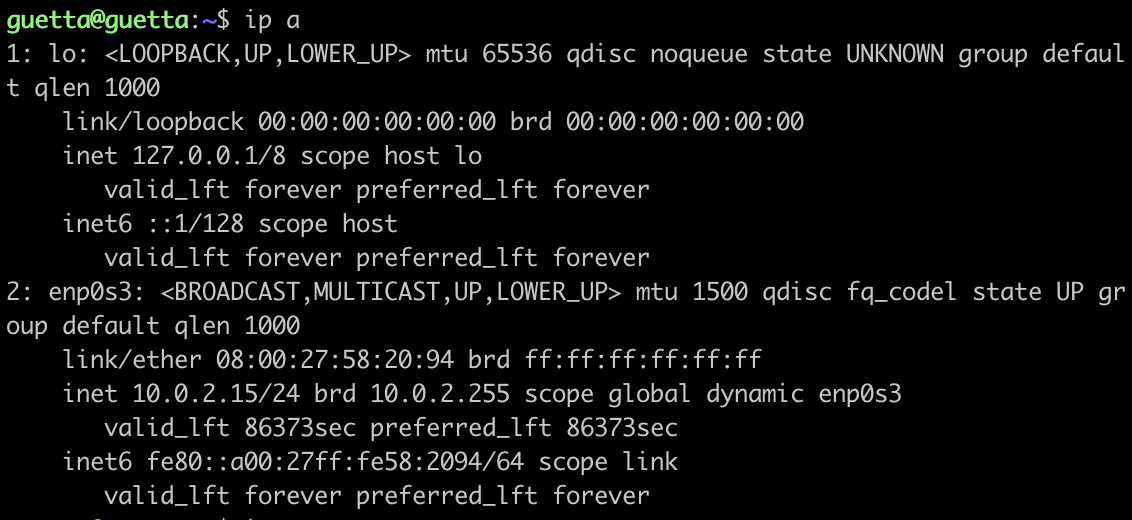 guetta@guetta:~$ ip a
1: lo: <LOOPBACK,UP,LOWER_UP> mtu 65536 qdisc noqueue state UNKNOWN group defaul
t qlen 1000
    link/loopback 00:00:00:00:00:00 brd 00:00:00:00:00:00
    inet 127.0.0.1/8 scope host lo
       valid_lft forever preferred_lft forever
    inet6 ::1/128 scope host
       valid_lft forever preferred_lft forever
2: enp0s3: <BROADCAST,MULTICAST,UP,LOWER_UP> mtu 1500 qdisc fq_codel state UP gr
oup default qlen 1000
    link/ether 08:00:27:58:20:94 brd ff:ff:ff:ff:ff:ff
    inet 10.0.2.15/24 brd 10.0.2.255 scope global dynamic enp0s3
       valid_lft 86373sec preferred_lft 86373sec
    inet6 fe80::a00:27ff:fe58:2094/64 scope link
       valid_lft forever preferred_lft forever